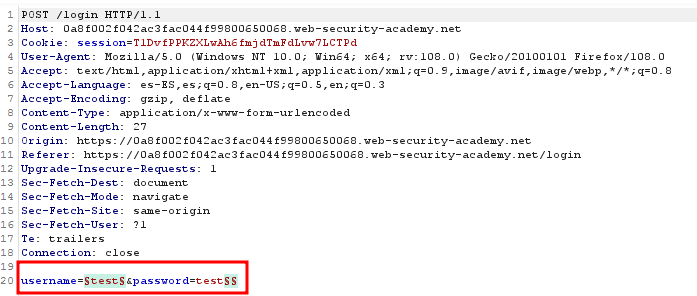 1 POST /login HTTP/1.1
2 Host: 0a8f002f042ac3fac044f99800650068.web-security-academy.net
3 Cookie: session=T1DvfPPKZXLwAh6fmjdTmFdLvw7LCTPd
4 User-Agent: Mozilla/5.0 (Windows NT 10.0; Win64; x64; rv:108.0) Gecko/20100101 Firefox/108.0
5 Accept: text/html,application/xhtml+xml,application/xml;q=0.9,image/avif,image/webp,*/*;q=0.8
6 Accept-Language: es-ES,es;q=0.8,en-US;q=0.5,en;q=0.3
7 Accept-Encoding: gzip, deflate
8 Content-Type: application/x-www-form-urlencoded
9 Content-Length: 27
10 Origin: https://0a8f002f042ac3fac044f99800650068.web-security-academy.net
11 Referer: https://0a8f002f042ac3fac044f99800650068.web-security-academy.net/login
12 Upgrade-Insecure-Requests: 1
13 Sec-Fetch-Dest: document
14 Sec-Fetch-Mode: navigate
15 Sec-Fetch-Site: same-origin
16 Sec-Fetch-User: ?1
17 Te: trailers
18 Connection: close
19
20 username=§test§&password=test§§